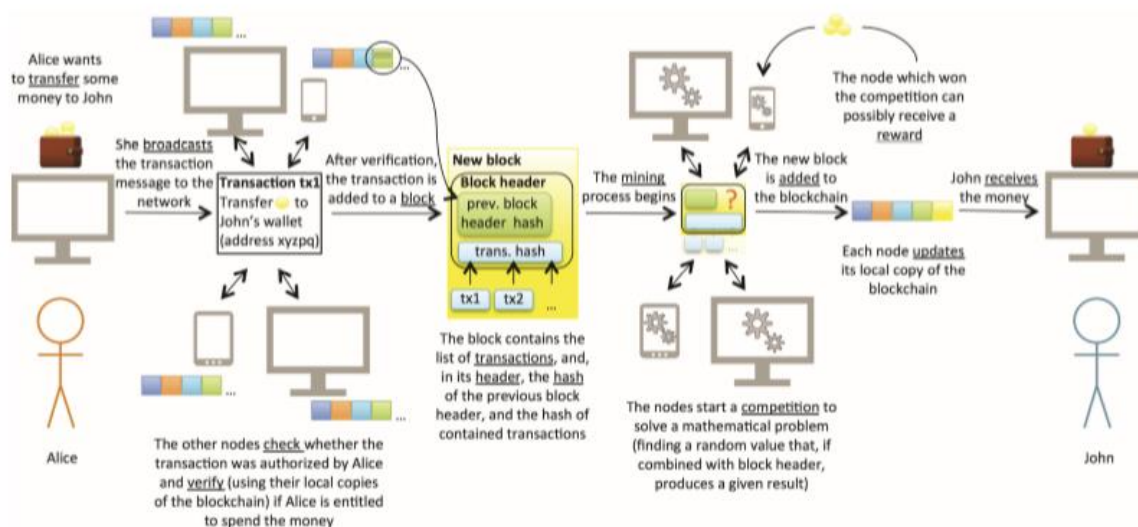 Alice wants
to transfer some
money to John
She broadcasts
the transaction
message to the
network
Alice
...
Transaction tx1
Transfer to
John's wallet
(address xyzpq)
...
...
The other nodes check whether the
transaction was authorized by Alice
and verify (using their local copies
of the blockchain) if Alice is entitled
to spend the money
...
After verification,
the transaction is
added to a block
New block
Block header
prev. block
header hash
trans. hash
tx1
tx2
...
The block contains the
list of transactions, and,
in its header, the hash
of the previous block
header, and the hash of
contained transactions
The mining
process begins
?
...
The nodes start a competition to
solve a mathematical problem
(finding a random value that, if
combined with block header,
produces a given result)
The node which won
the competition can
possibly receive a
reward
The new block
is added to
the blockchain
Each node updates
its local copy of the
blockchain
John receives
the money
John